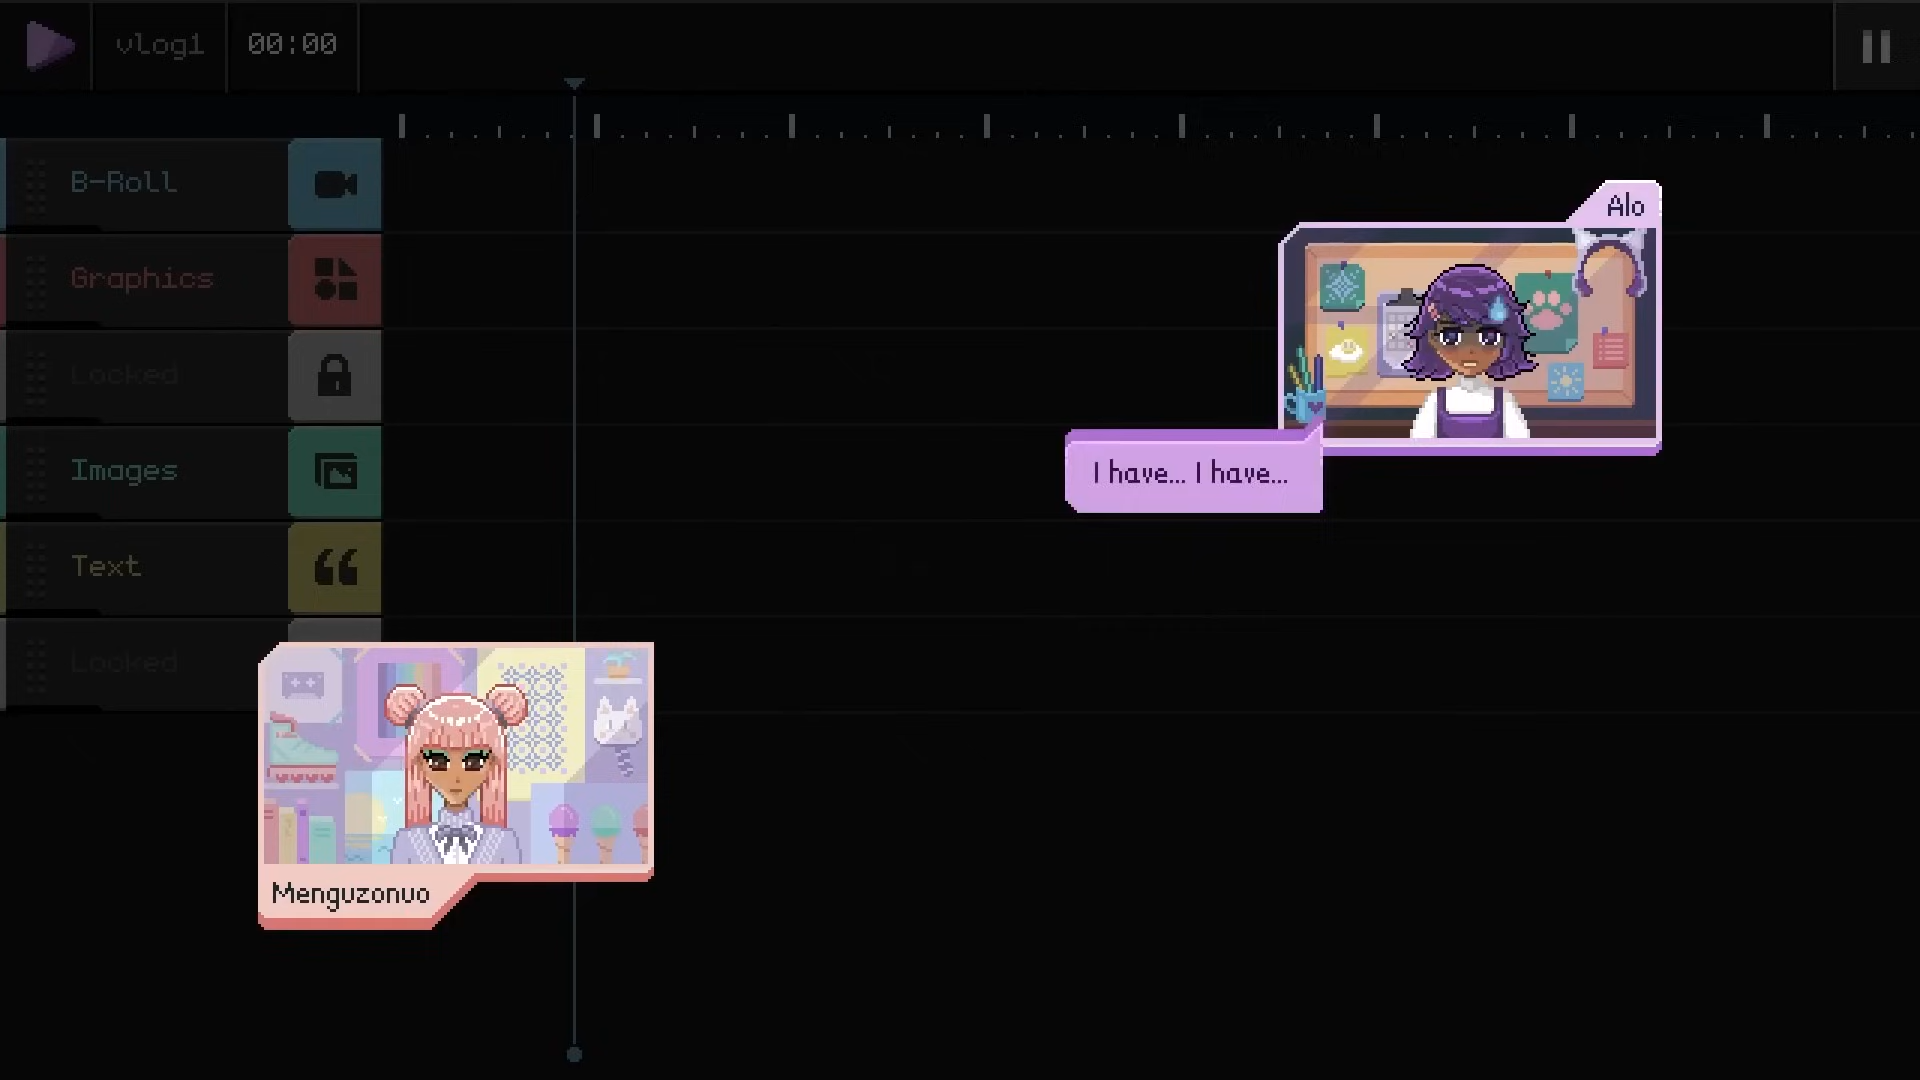 vlog1
00:00
B-Roll
Graphics
Locked
Images
Text
Locked
Alo
I have... I have...
Menguzonuo